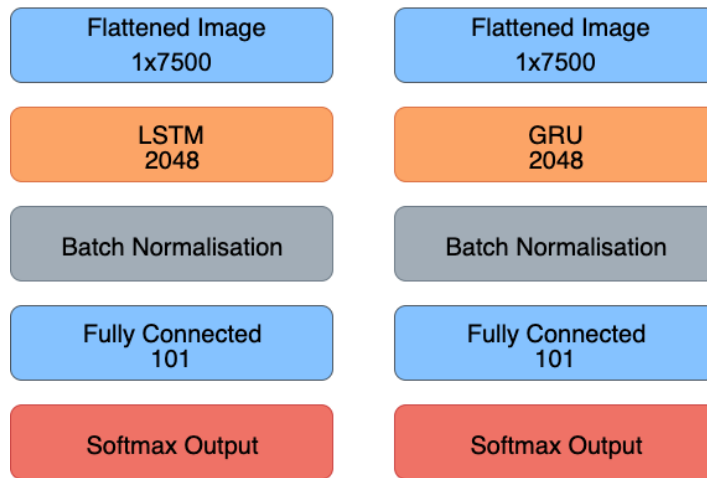 Flattened Image
1x7500
LSTM
2048
Batch Normalisation
Fully Connected
101
Softmax Output
Flattened Image
1x7500
GRU
2048
Batch Normalisation
Fully Connected
101
Softmax Output